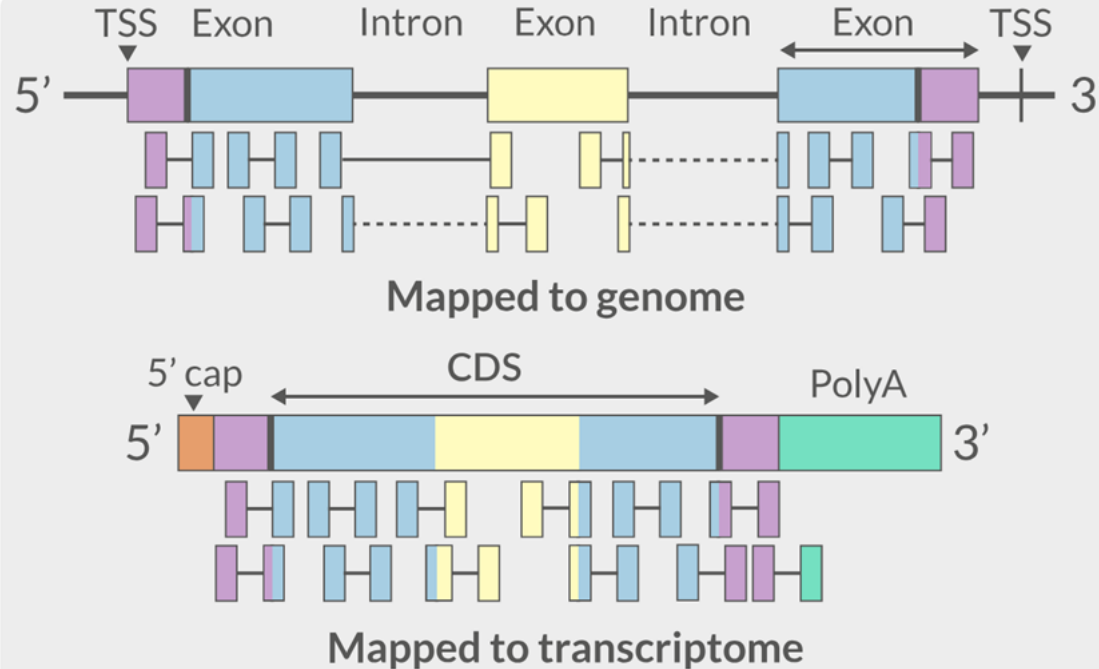 TSS Exon Intron Exon Intron Exon TSS
5’ 3
Mapped to genome
5’ cap CDS PolyA
5’ 3’
Mapped to transcriptome